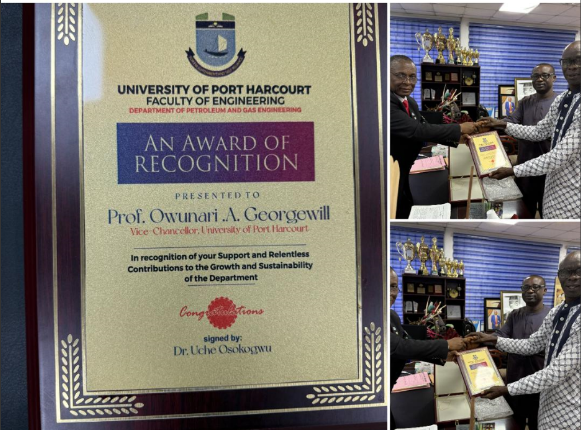 UNIVERSITY OF PORT HARCOURT
FACULTY OF ENGINEERING
DEPARTMENT OF PETROLEUM AND GAS ENGINEERING
AN AWARD OF
RECOGNITION
PRESENTED TO
Prof. Owunari .A. Georgewill
Vice-Chancellor, University of Port Harcourt
In recognition of your Support and Relentless
Contributions to the Growth and Sustainability
of the Department
Congratulations
signed by:
Dr. Uche Osokogwu